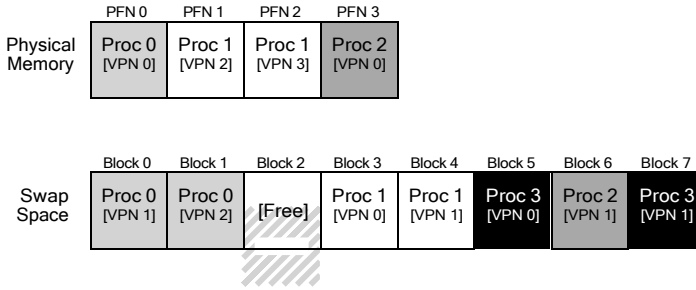 PFN 0 PFN 1 PFN 2 PFN 3
Physical Memory
Proc 0 [VPN 0]
Proc 1 [VPN 2]
Proc 1 [VPN 3]
Proc 2 [VPN 0]
Block 0 Block 1 Block 2 Block 3 Block 4 Block 5 Block 6 Block 7
Swap Space
Proc 0 [VPN 1]
Proc 0 [VPN 2]
[Free]
Proc 1 [VPN 0]
Proc 1 [VPN 1]
Proc 3 [VPN 0]
Proc 2 [VPN 1]
Proc 3 [VPN 1]